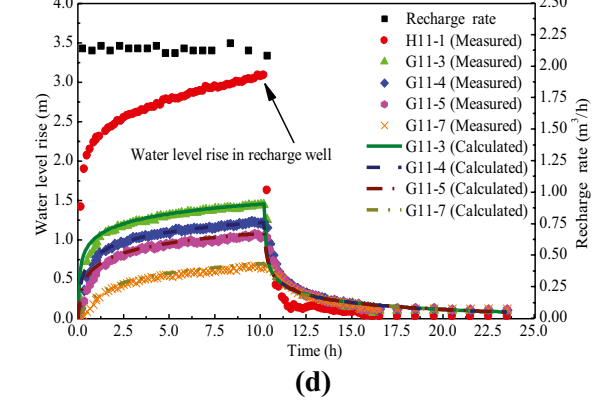 4.0
3.5
3.0
2.5
2.0
1.5
1.0
0.5
0.0
Water level rise (m)
0.0
2.5
5.0
7.5
10.0
12.5
15.0
17.5
20.0
22.5
25.0
Time (h)
2.50
2.25
2.00
1.75
1.50
1.25
1.00
0.75
0.50
0.25
0.00
Recharge rate (m³/h)
Recharge rate
H11-1 (Measured)
G11-3 (Measured)
G11-4 (Measured)
G11-5 (Measured)
G11-7 (Measured)
G11-3 (Calculated)
G11-4 (Calculated)
G11-5 (Calculated)
G11-7 (Calculated)
Water level rise in recharge well
(d)